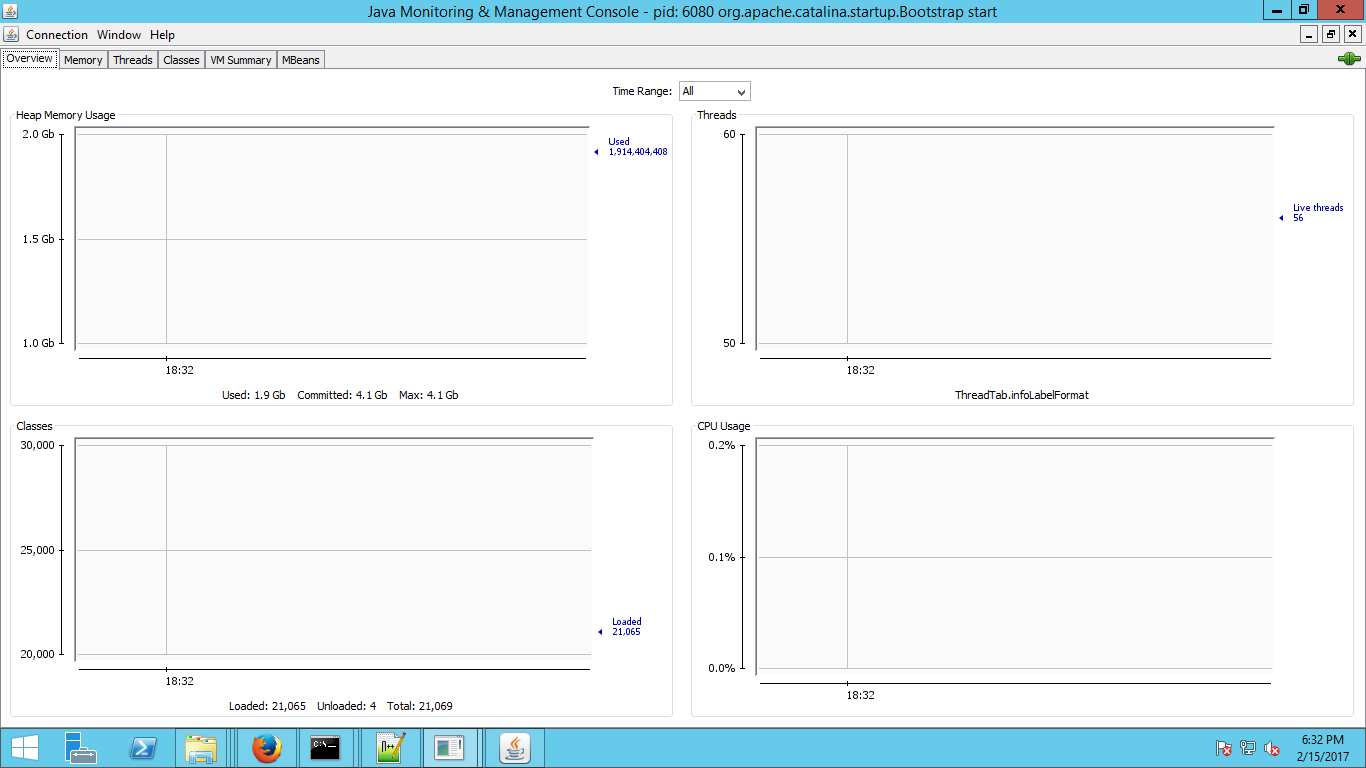 Java Monitoring & Management Console - pid: 6080 org.apache.catalina.startup.Bootstrap start
Connection Window Help
Overview Memory Threads Classes VM Summary MBeans
Time Range: All
Heap Memory Usage
2.0 Gb
1.5 Gb
1.0 Gb
Used
1,914,404,408
18:32
Used: 1.9 Gb Committed: 4.1 Gb Max: 4.1 Gb
Threads
60
50
Live threads
56
18:32
ThreadTab.infoLabelFormat
Classes
30,000
25,000
20,000
Loaded
21,065
18:32
Loaded: 21,065 Unloaded: 4 Total: 21,069
CPU Usage
0.2%
0.1%
0.0%
18:32
C:\_
6:32 PM
2/15/2017